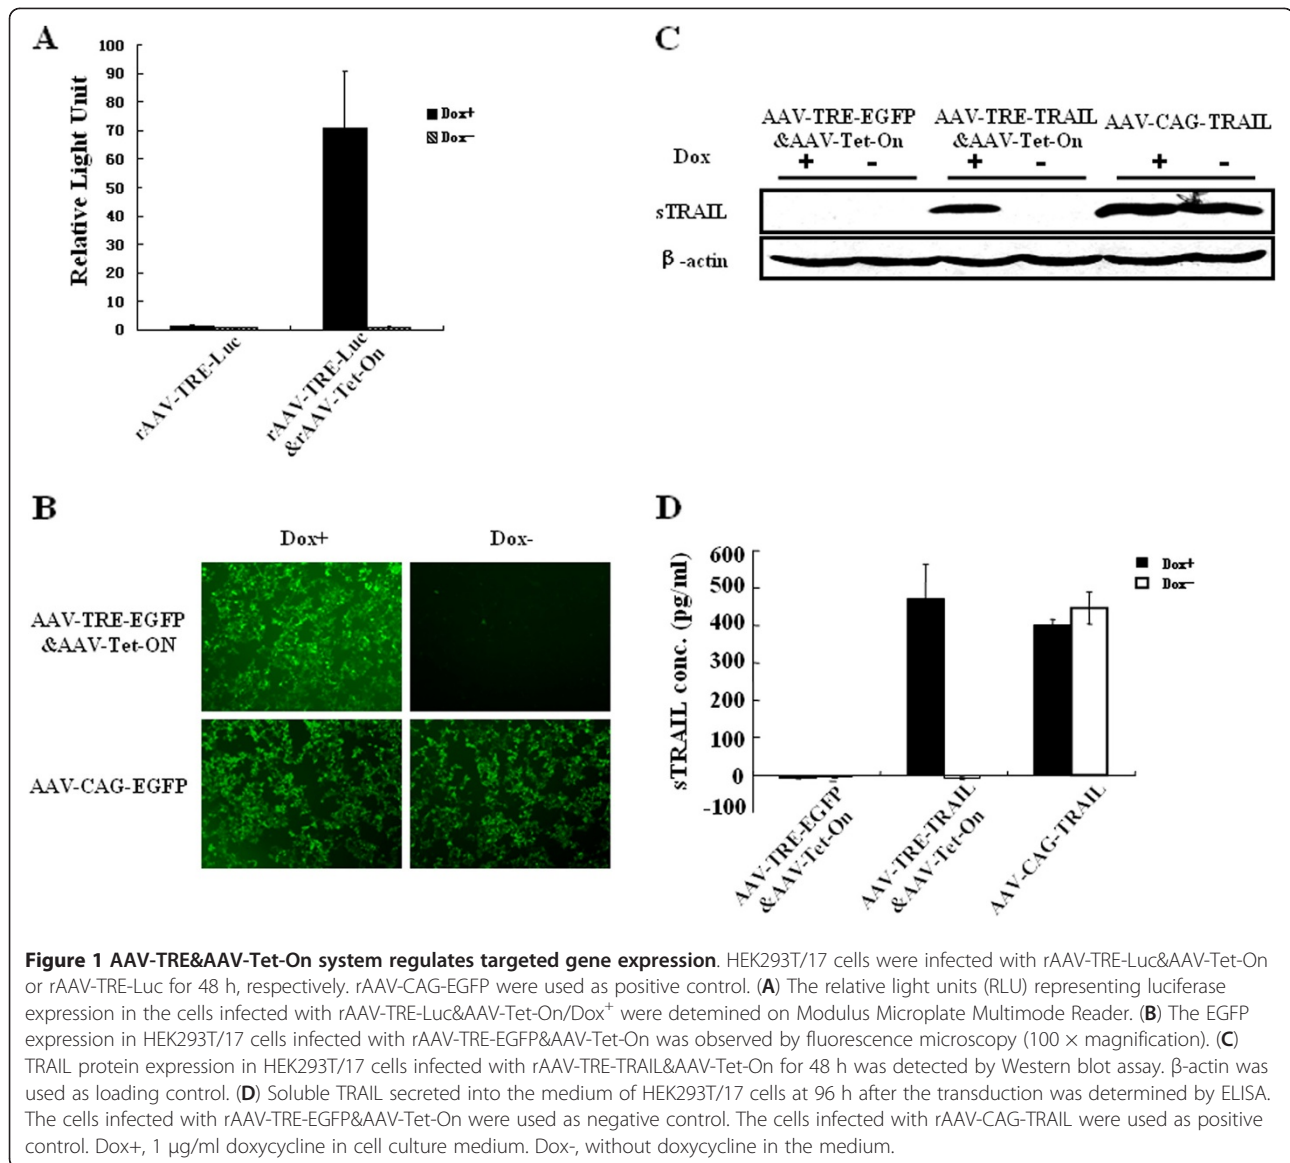 A
100
90
80
70
60
50
40
30
20
10
0
Relative Light Unit
Dox+
Dox–
rAAV-TRE-Luc
rAAV-TRE-Luc
&rAAV-Tet-On
C
AAV-TRE-EGFP
&AAV-Tet-On
AAV-TRE-TRAIL
&AAV-Tet-On
AAV-CAG-TRAIL
Dox + - + - + -
sTRAIL
β-actin
B
Dox+ Dox-
AAV-TRE-EGFP
&AAV-Tet-ON
AAV-CAG-EGFP
D
600
500
400
300
200
100
0
-100
sTRAIL conc. (pg/ml)
Dox+
Dox–
AAV-TRE-EGFP
&AAV-Tet-On
AAV-TRE-TRAIL
&AAV-Tet-On
AAV-CAG-TRAIL
Figure 1 AAV-TRE&AAV-Tet-On system regulates targeted gene expression. HEK293T/17 cells were infected with rAAV-TRE-Luc&AAV-Tet-On
or rAAV-TRE-Luc for 48 h, respectively. rAAV-CAG-EGFP were used as positive control. (A) The relative light units (RLU) representing luciferase
expression in the cells infected with rAAV-TRE-Luc&AAV-Tet-On/Dox⁺ were detemined on Modulus Microplate Multimode Reader. (B) The EGFP
expression in HEK293T/17 cells infected with rAAV-TRE-EGFP&AAV-Tet-On was observed by fluorescence microscopy (100 × magnification). (C)
TRAIL protein expression in HEK293T/17 cells infected with rAAV-TRE-TRAIL&AAV-Tet-On for 48 h was detected by Western blot assay. β-actin was
used as loading control. (D) Soluble TRAIL secreted into the medium of HEK293T/17 cells at 96 h after the transduction was determined by ELISA.
The cells infected with rAAV-TRE-EGFP&AAV-Tet-On were used as negative control. The cells infected with rAAV-CAG-TRAIL were used as positive
control. Dox+, 1 μg/ml doxycycline in cell culture medium. Dox-, without doxycycline in the medium.